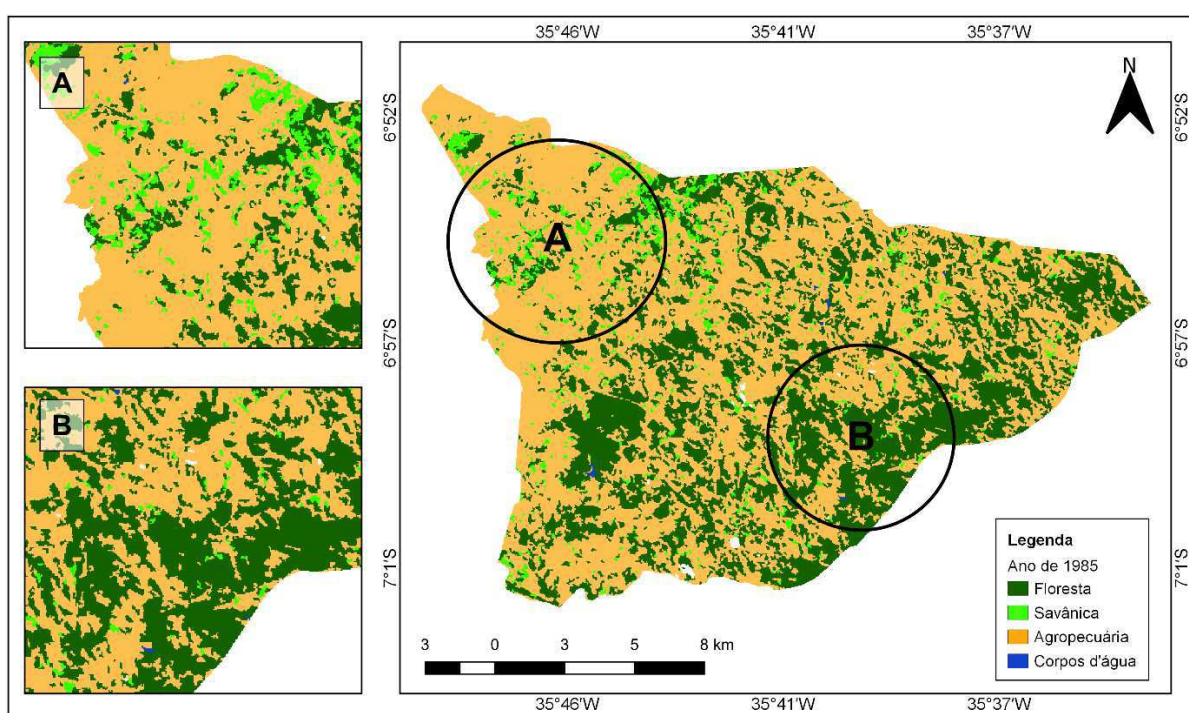 35°46'W 35°41'W 35°37'W
A
N
6°52'S
6°52'S
A
6°57'S
6°57'S
B
B
Legenda
Ano de 1985
Floresta
Savânica
Agropecuária
Corpos d'água
7°1'S
7°1'S
3 0 3 5 8 km
35°46'W 35°41'W 35°37'W